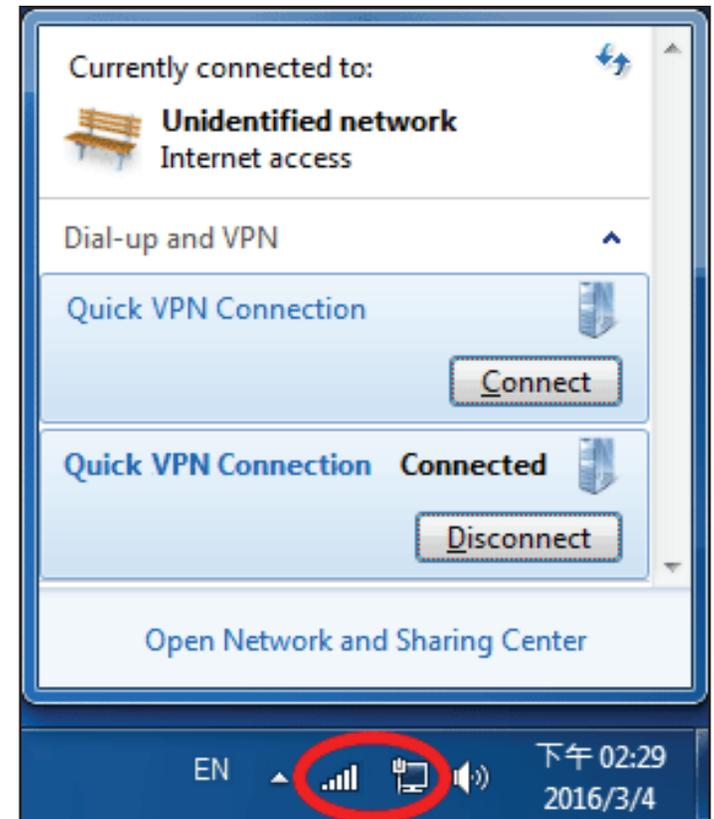 Currently connected to:
Unidentified network
Internet access
Dial-up and VPN
Quick VPN Connection
Connect
Quick VPN Connection Connected
Disconnect
Open Network and Sharing Center
EN
下午 02:29
2016/3/4